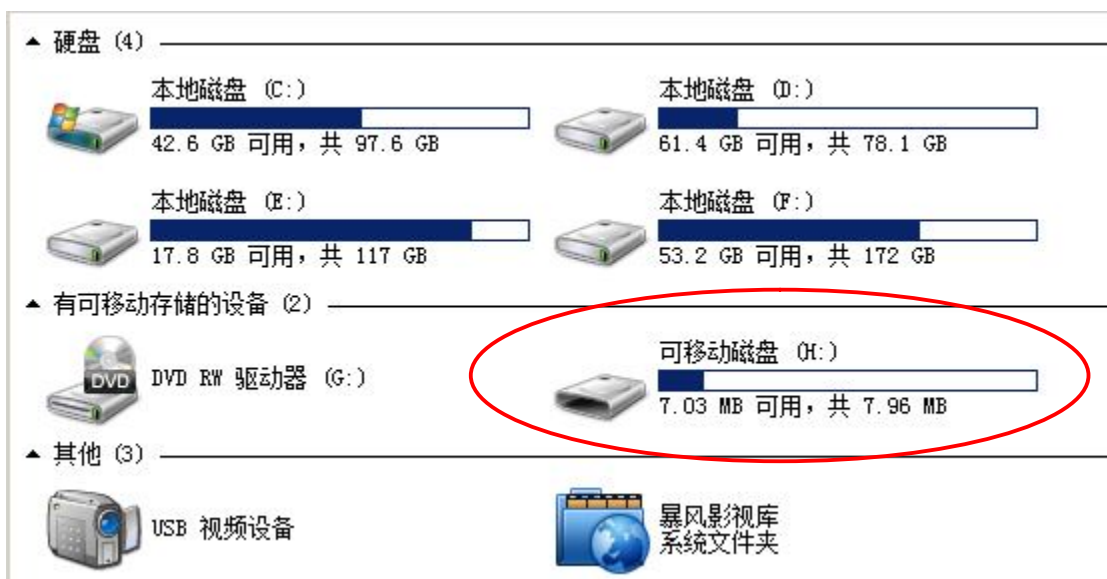 硬盘 (4)
本地磁盘 (C:)
42.6 GB 可用，共 97.6 GB
本地磁盘 (D:)
61.4 GB 可用，共 78.1 GB
本地磁盘 (E:)
17.8 GB 可用，共 117 GB
本地磁盘 (F:)
53.2 GB 可用，共 172 GB
有可移动存储的设备 (2)
DVD
DVD RW 驱动器 (G:)
可移动磁盘 (H:)
7.03 MB 可用，共 7.96 MB
其他 (3)
USB 视频设备
暴风影视库
系统文件夹